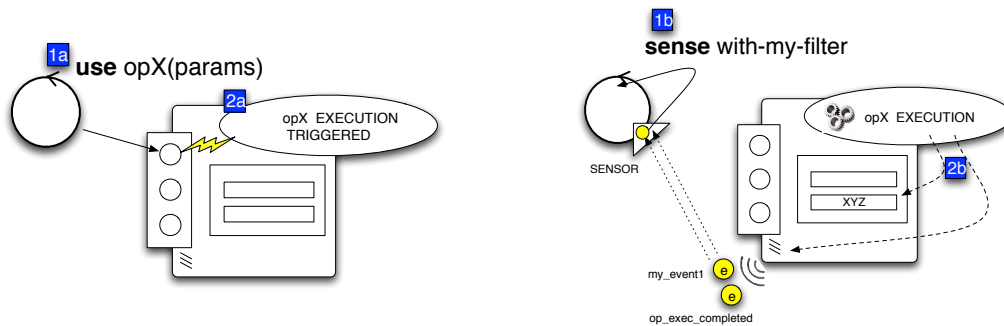 1a
use opX(params)
2a
opX EXECUTION
TRIGGERED
1b
sense with-my-filter
opX EXECUTION
SENSOR
2b
XYZ
my_event1
e
e
op_exec_completed